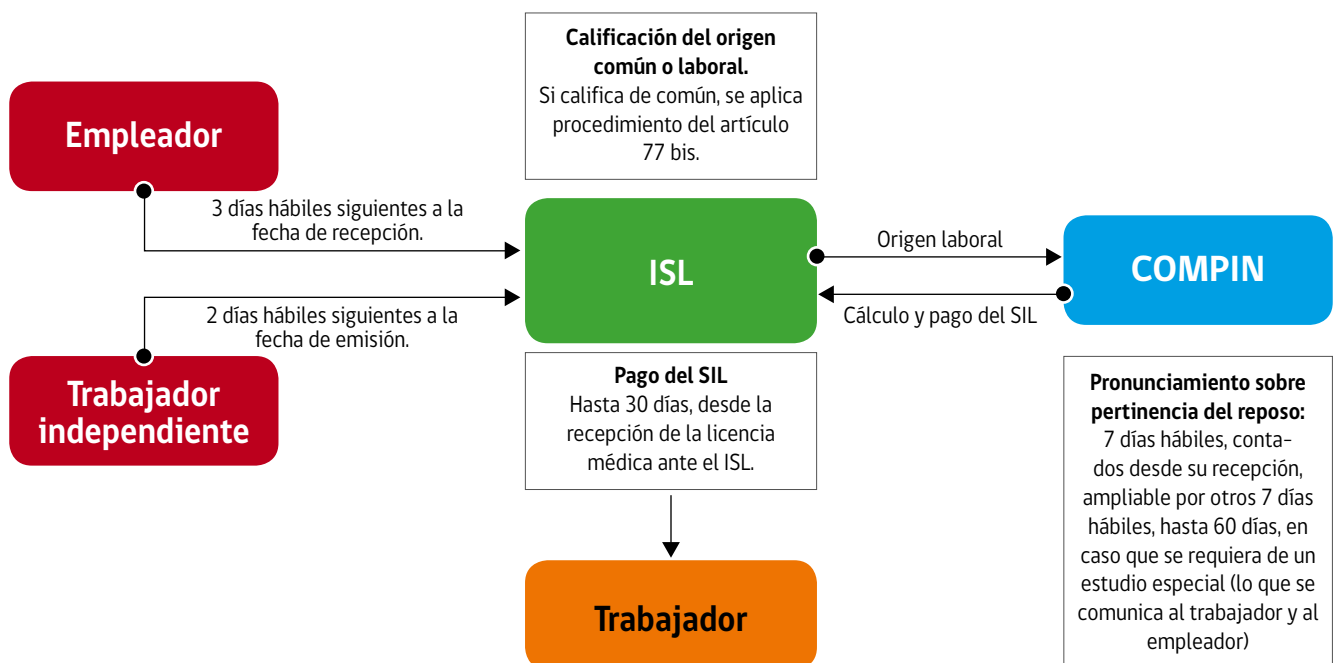 Calificación del origen
común o laboral.
Si califica de común, se aplica
procedimiento del artículo
77 bis.
Empleador
3 días hábiles siguientes a la
fecha de recepción.
ISL
Origen laboral
COMPIN
Cálculo y pago del SIL
2 días hábiles siguientes a la
fecha de emisión.
Trabajador
independiente
Pago del SIL
Hasta 30 días, desde la
recepción de la licencia
médica ante el ISL.
Trabajador
Pronunciamiento sobre
pertinencia del reposo:
7 días hábiles, conta-
dos desde su recepción,
ampliable por otros 7 días
hábiles, hasta 60 días, en
caso que se requiera de un
estudio especial (lo que se
comunica al trabajador y al
empleador)